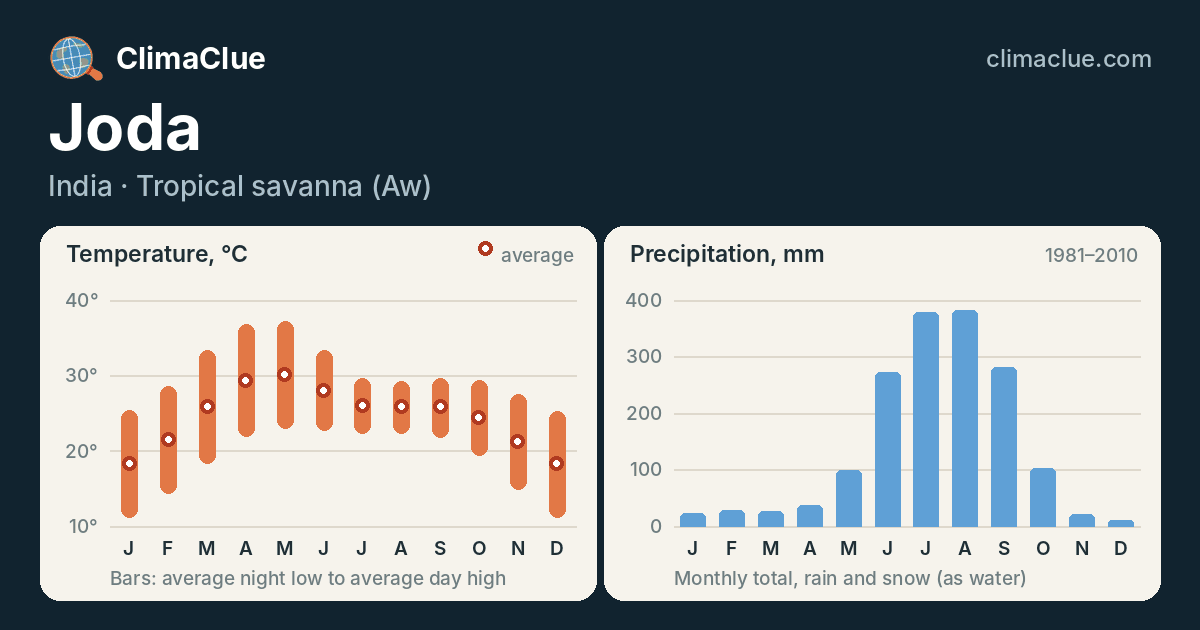 ClimaClue
climaclue.com
Joda
India · Tropical savanna (Aw)
Temperature, °C
average
40°
30°
20°
10°
J F M A M J J A S O N D
Bars: average night low to average day high
Precipitation, mm
1981–2010
400
300
200
100
0
J F M A M J J A S O N D
Monthly total, rain and snow (as water)